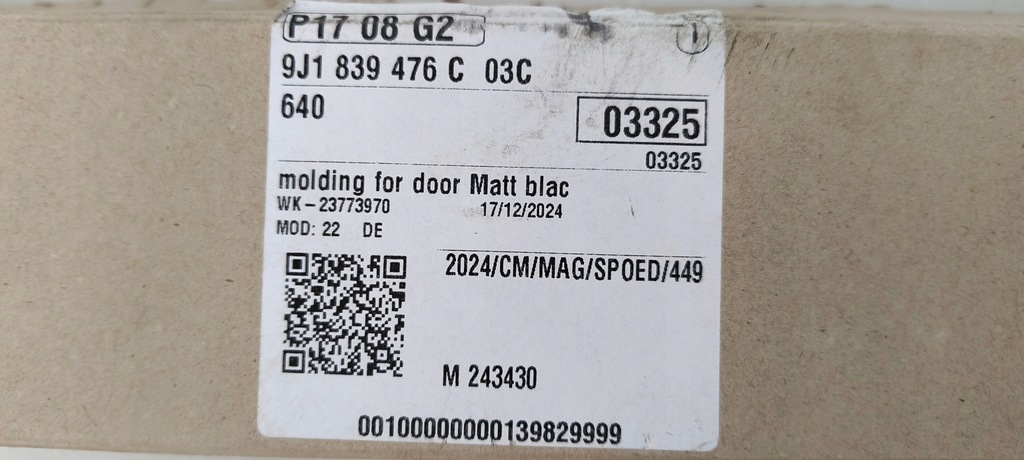 P17 08 G2
9J1 839 476 C 03C
640
03325
03325
molding for door Matt blac
WK-23773970 17/12/2024
MOD: 22 DE
2024/CM/MAG/SPOED/449
M 243430
00100000000139829999